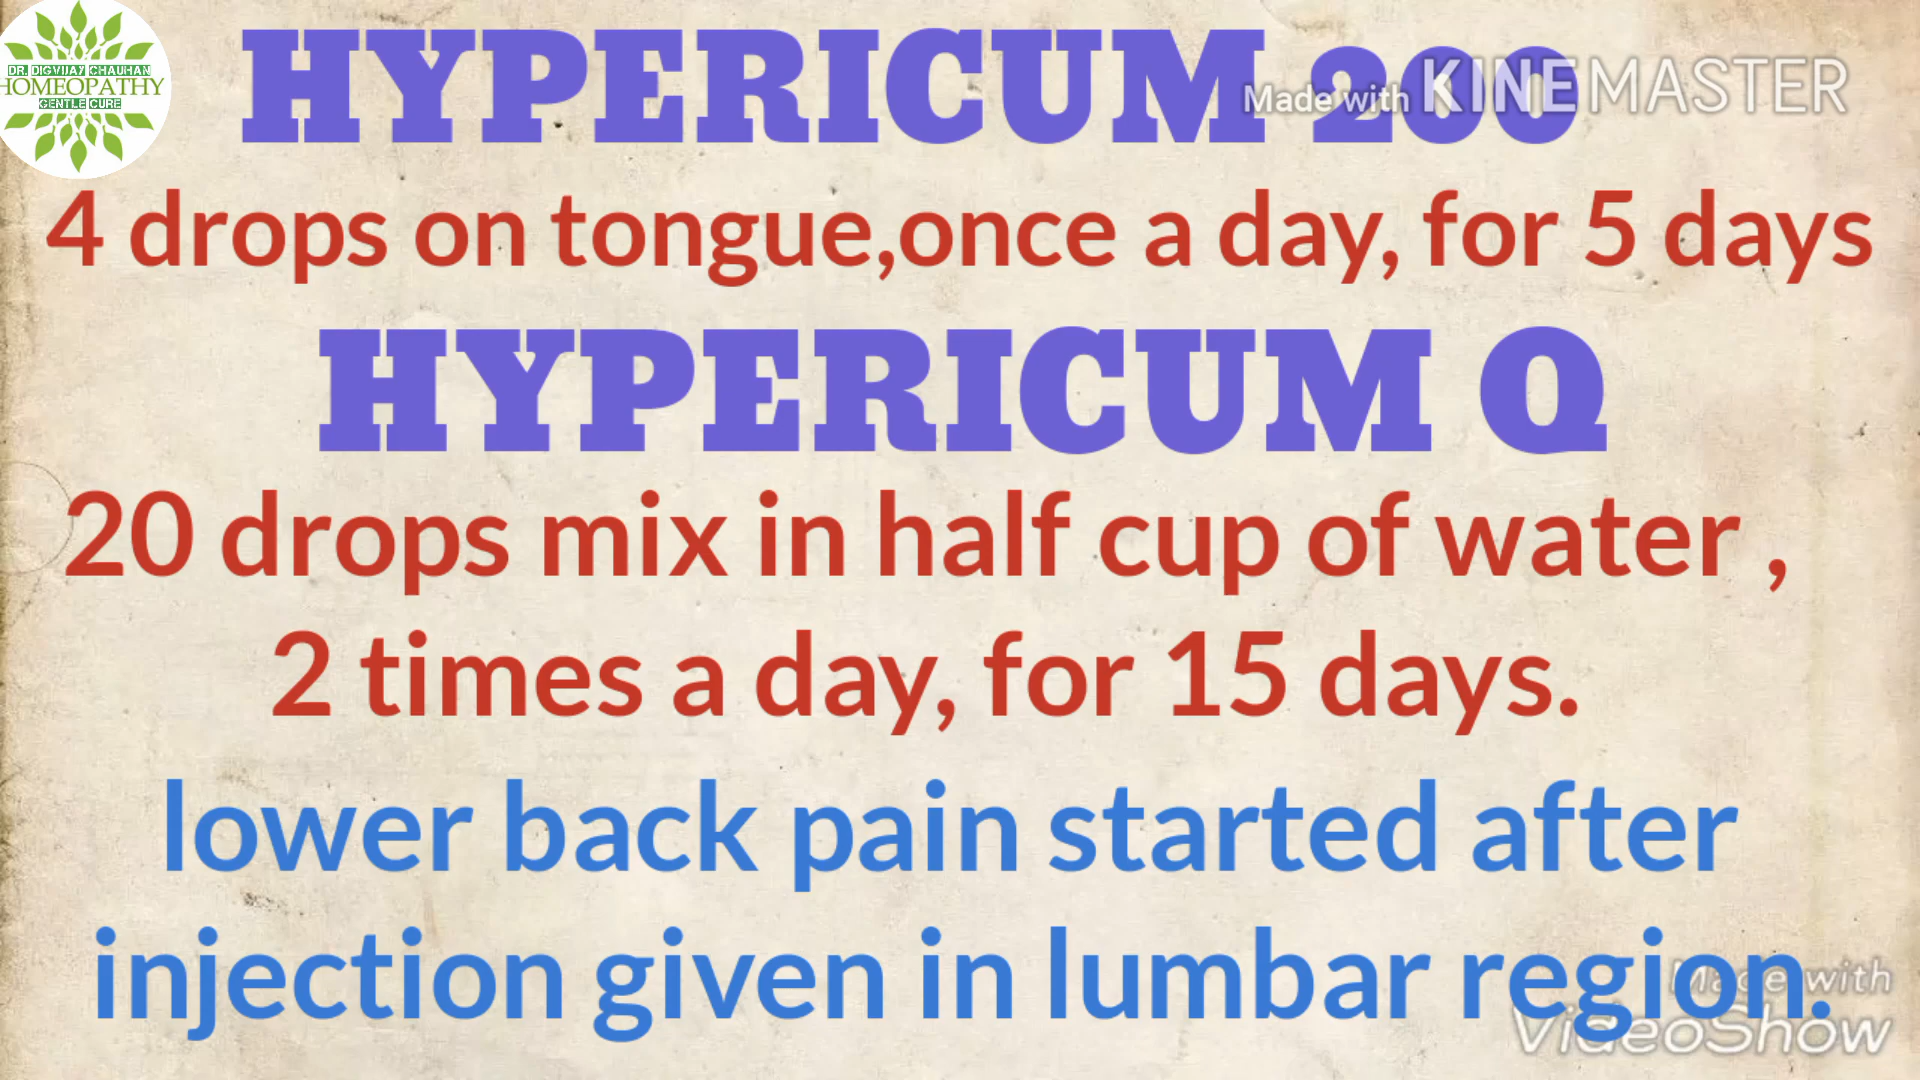 DR. DIGVIJAY CHAUHAN
HOMEOPATHY
GENTLE CURE
HYPERICUM 200
Made with KINEMASTER
4 drops on tongue,once a day, for 5 days
HYPERICUM Q
20 drops mix in half cup of water ,
2 times a day, for 15 days.
lower back pain started after
injection given in lumbar region.
Made with
VideoShow